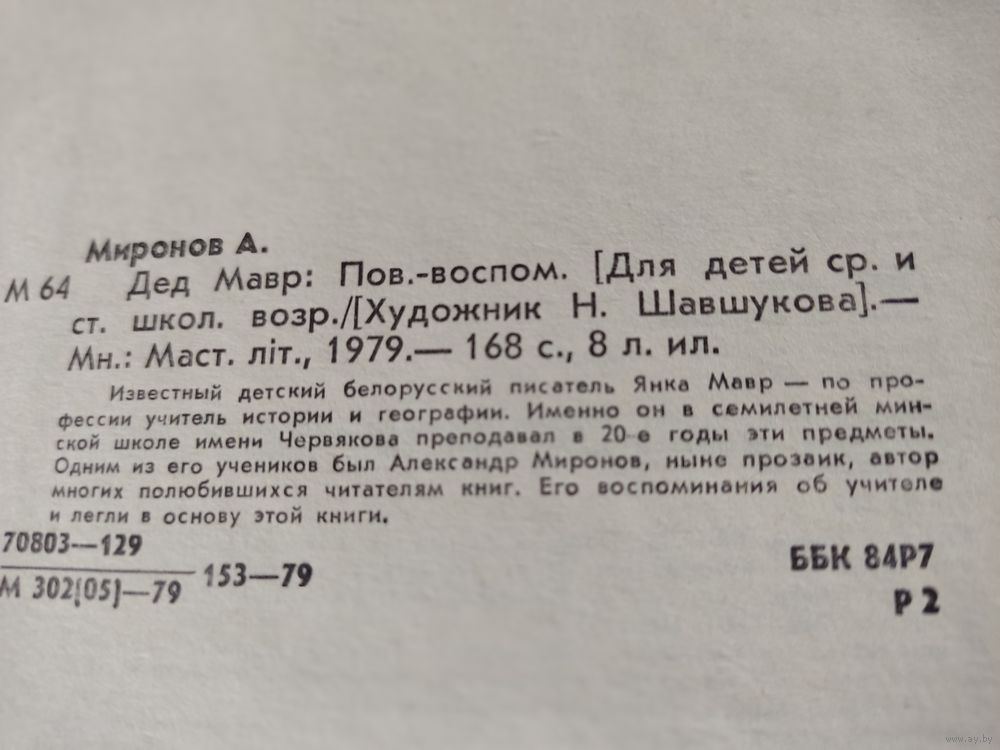 Миронов А.
М 64 Дед Мавр: Пов.-воспом. [Для детей ср. и
ст. школ. возр./[Художник Н. Шавшукова].—
Мн.: Маст. літ., 1979.— 168 с., 8 л. ил.
Известный детский белорусский писатель Янка Мавр — по про-
фессии учитель истории и географии. Именно он в семилетней мин-
ской школе имени Червякова преподавал в 20-е годы эти предметы.
Одним из его учеников был Александр Миронов, ныне прозаик, автор
многих полюбившихся читателям книг. Его воспоминания об учителе
и легли в основу этой книги.
70803—129
М 302[05]—79 153—79
ББК 84Р7
Р 2
www.ay.by